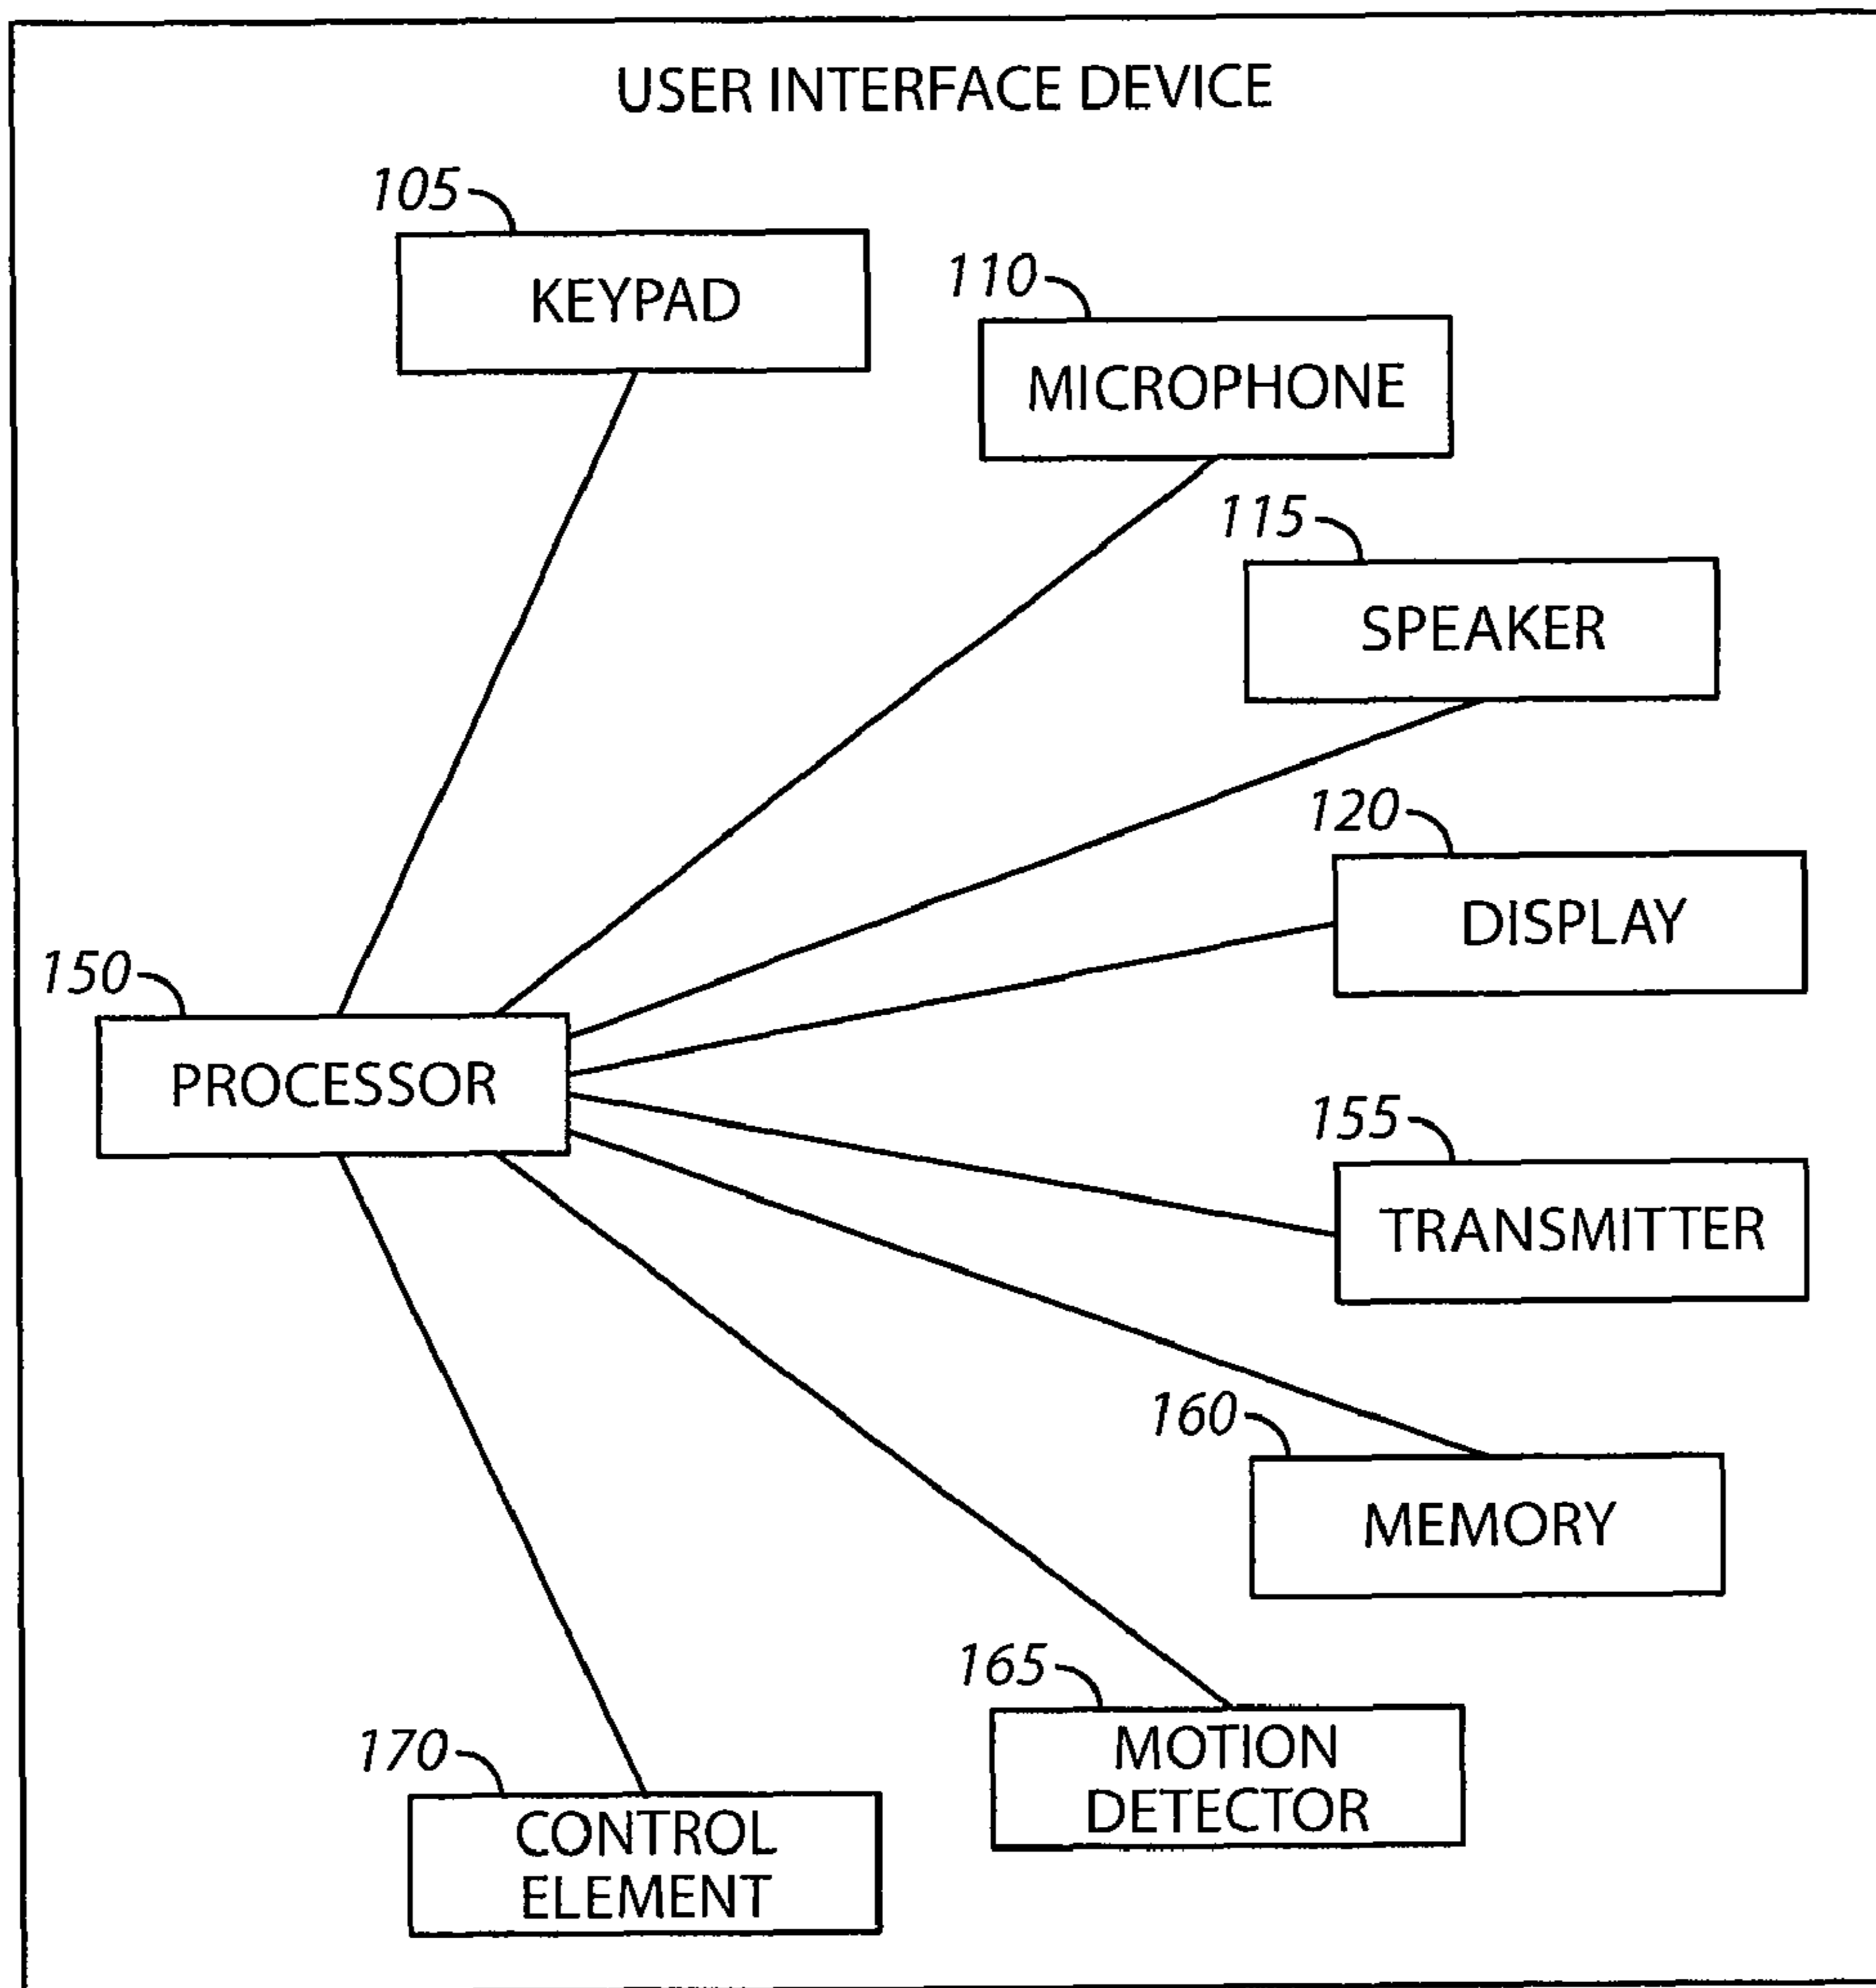 USER INTERFACE DEVICE
105
KEYPAD
110
MICROPHONE
115
SPEAKER
120
DISPLAY
150
PROCESSOR
155
TRANSMITTER
160
MEMORY
165
MOTION
DETECTOR
170
CONTROL
ELEMENT